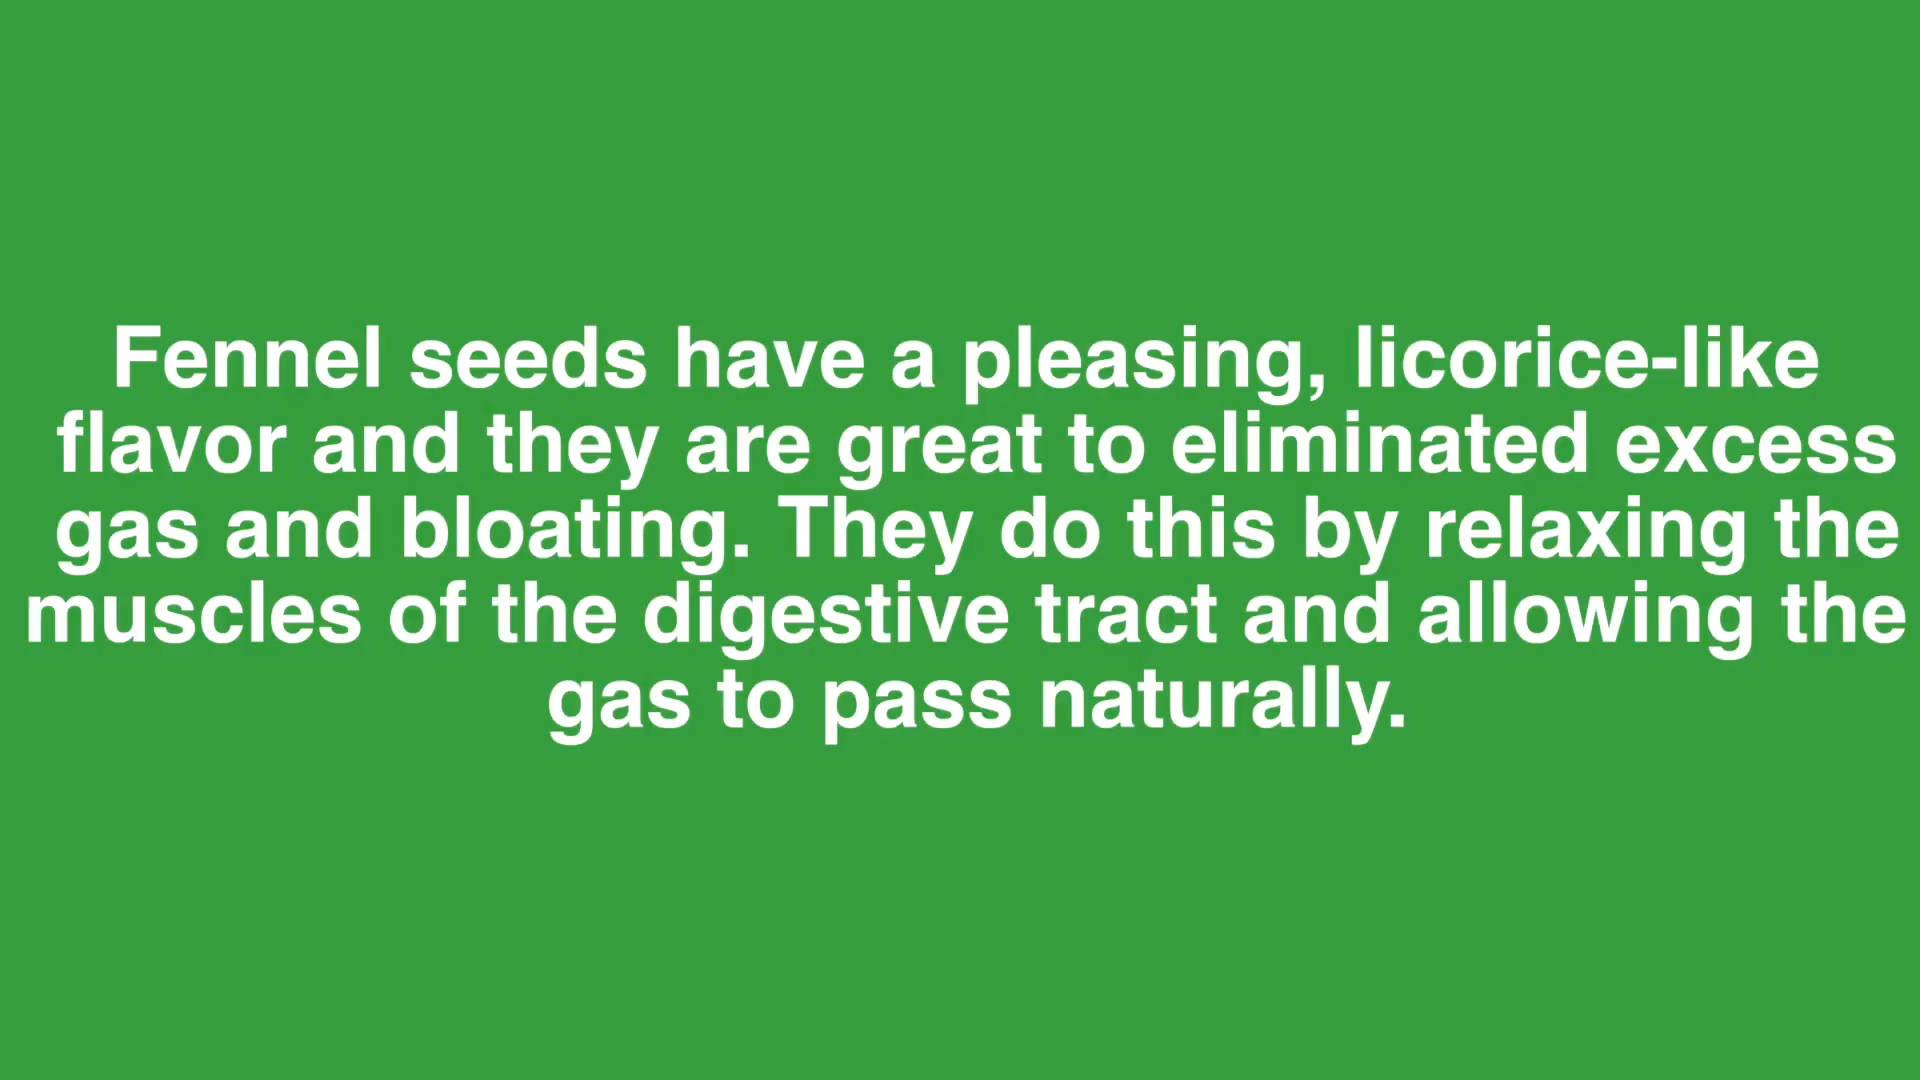 Fennel seeds have a pleasing, licorice-like
flavor and they are great to eliminated excess
gas and bloating. They do this by relaxing the
muscles of the digestive tract and allowing the
gas to pass naturally.